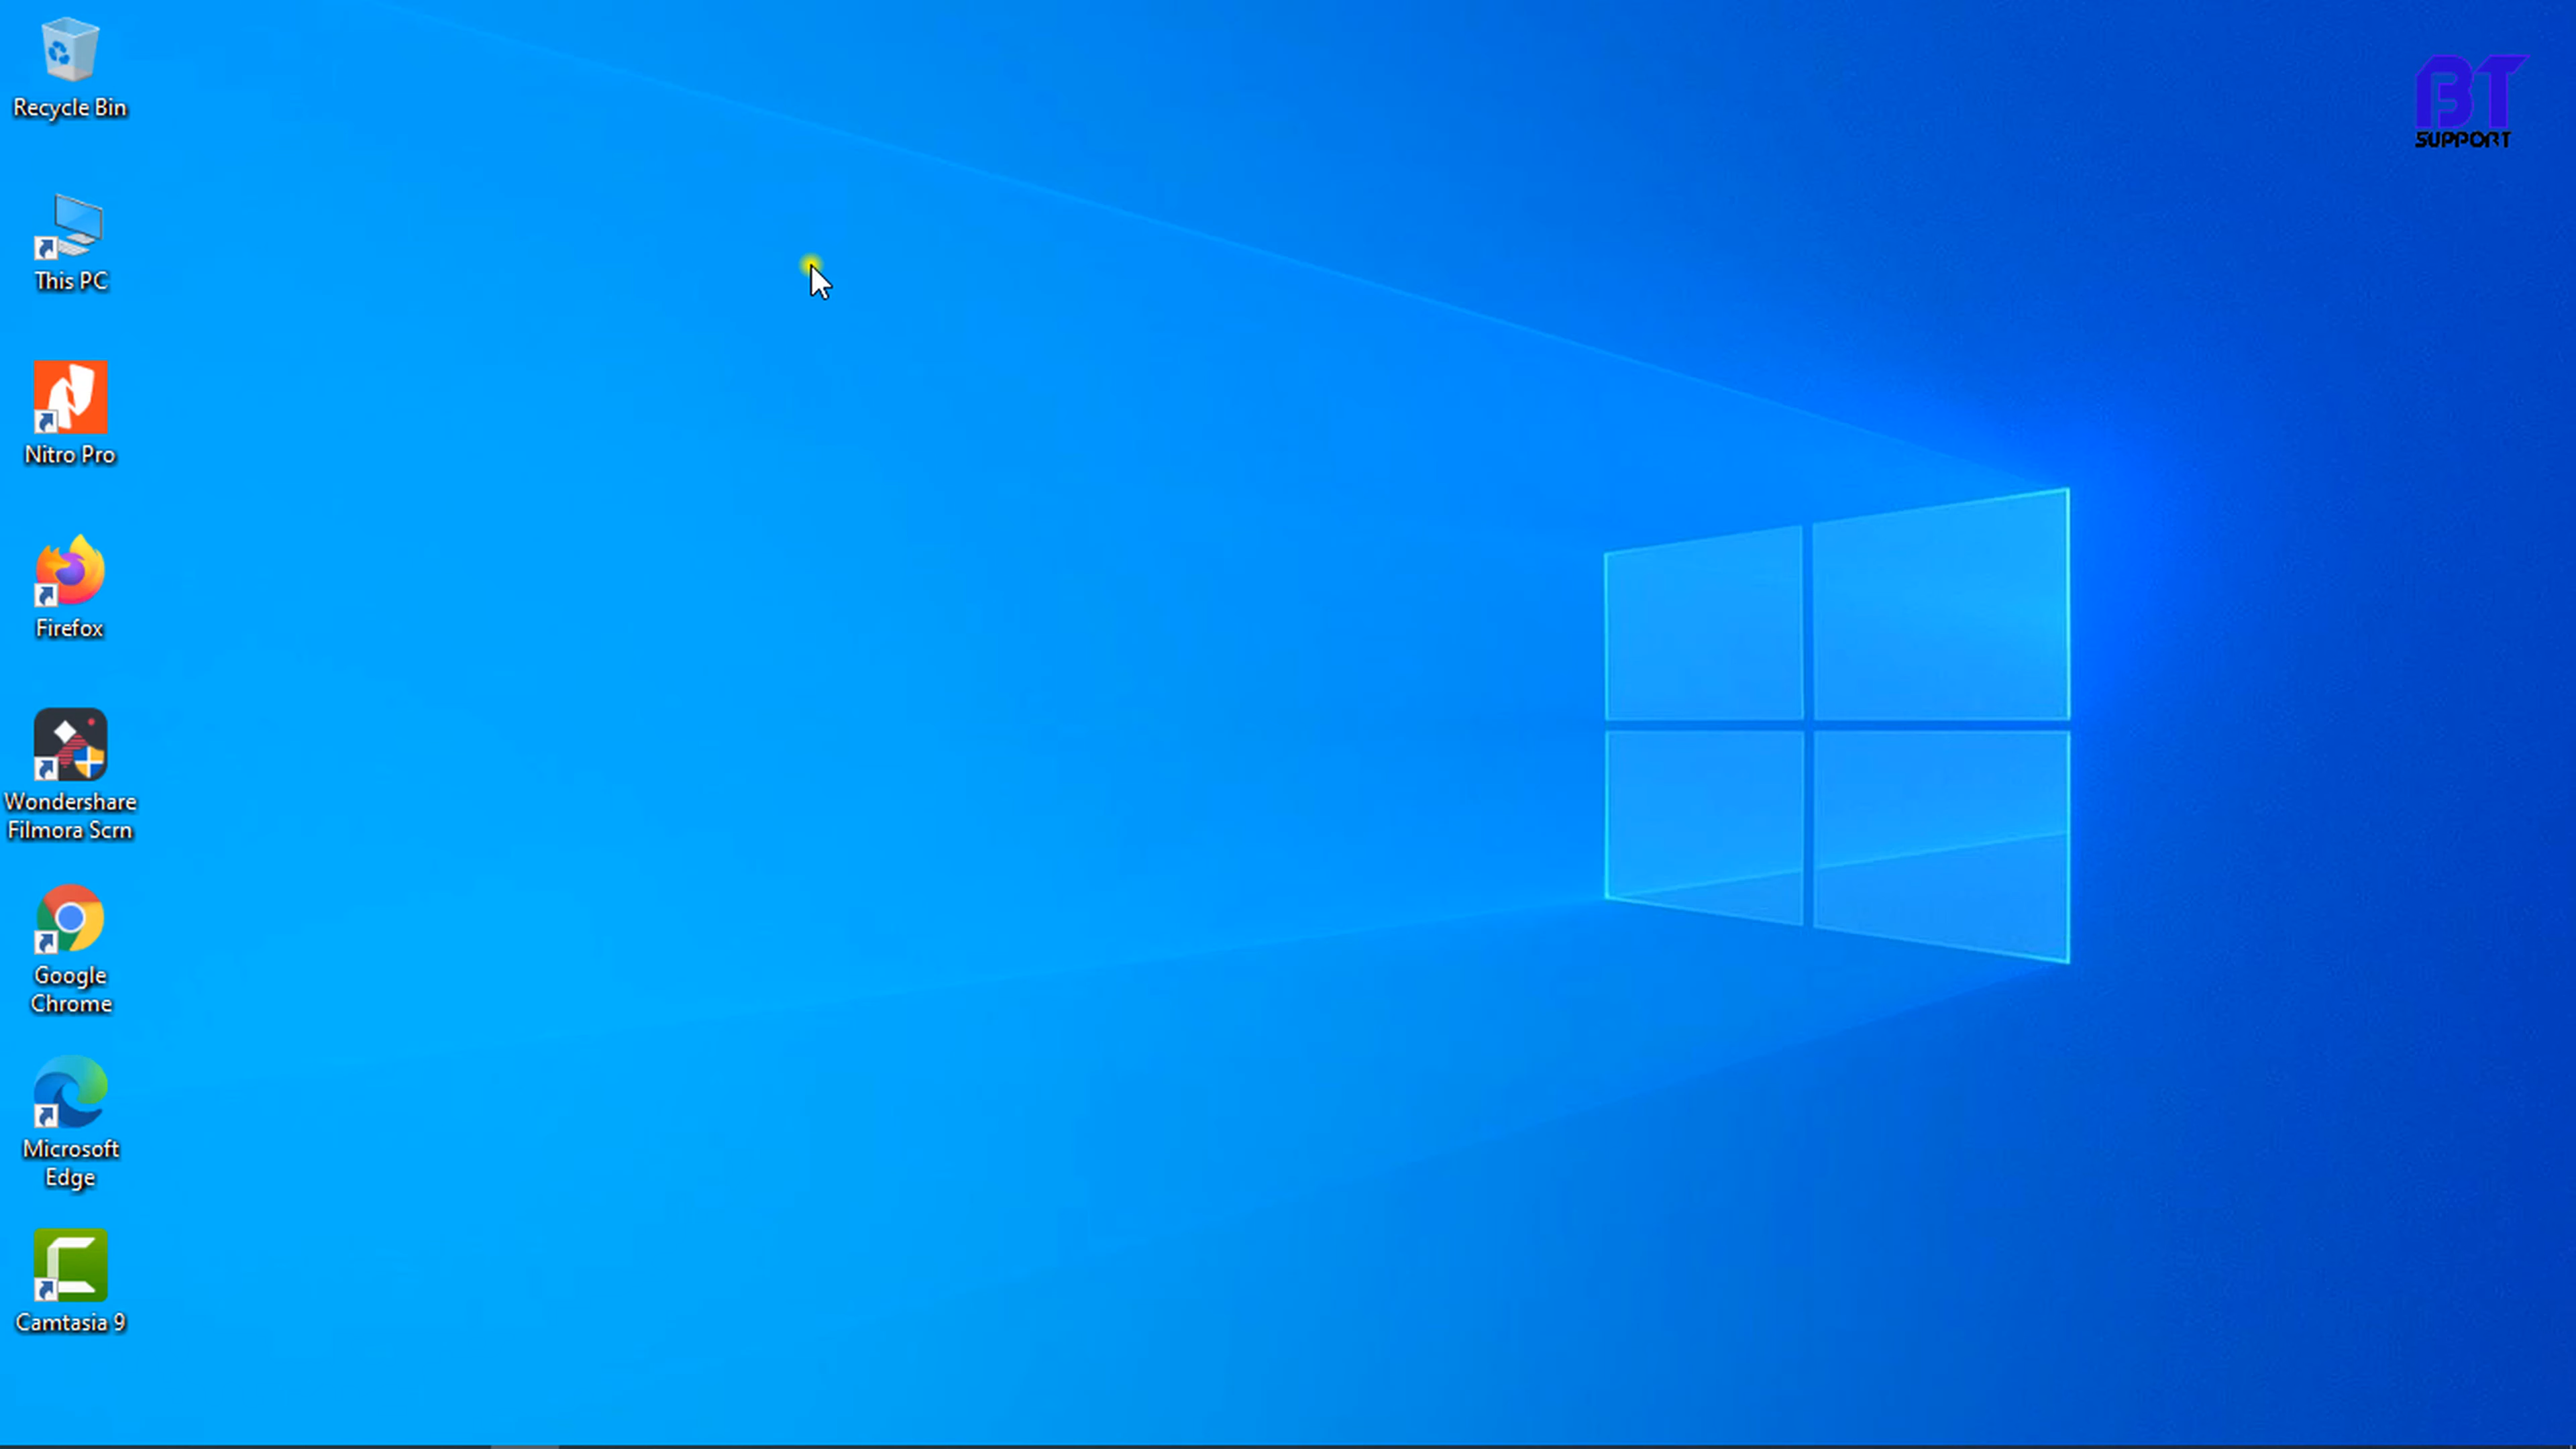 Recycle Bin
This PC
Nitro Pro
Firefox
Wondershare
Filmora Scrn
Google
Chrome
Microsoft
Edge
Camtasia 9
BT
SUPPORT